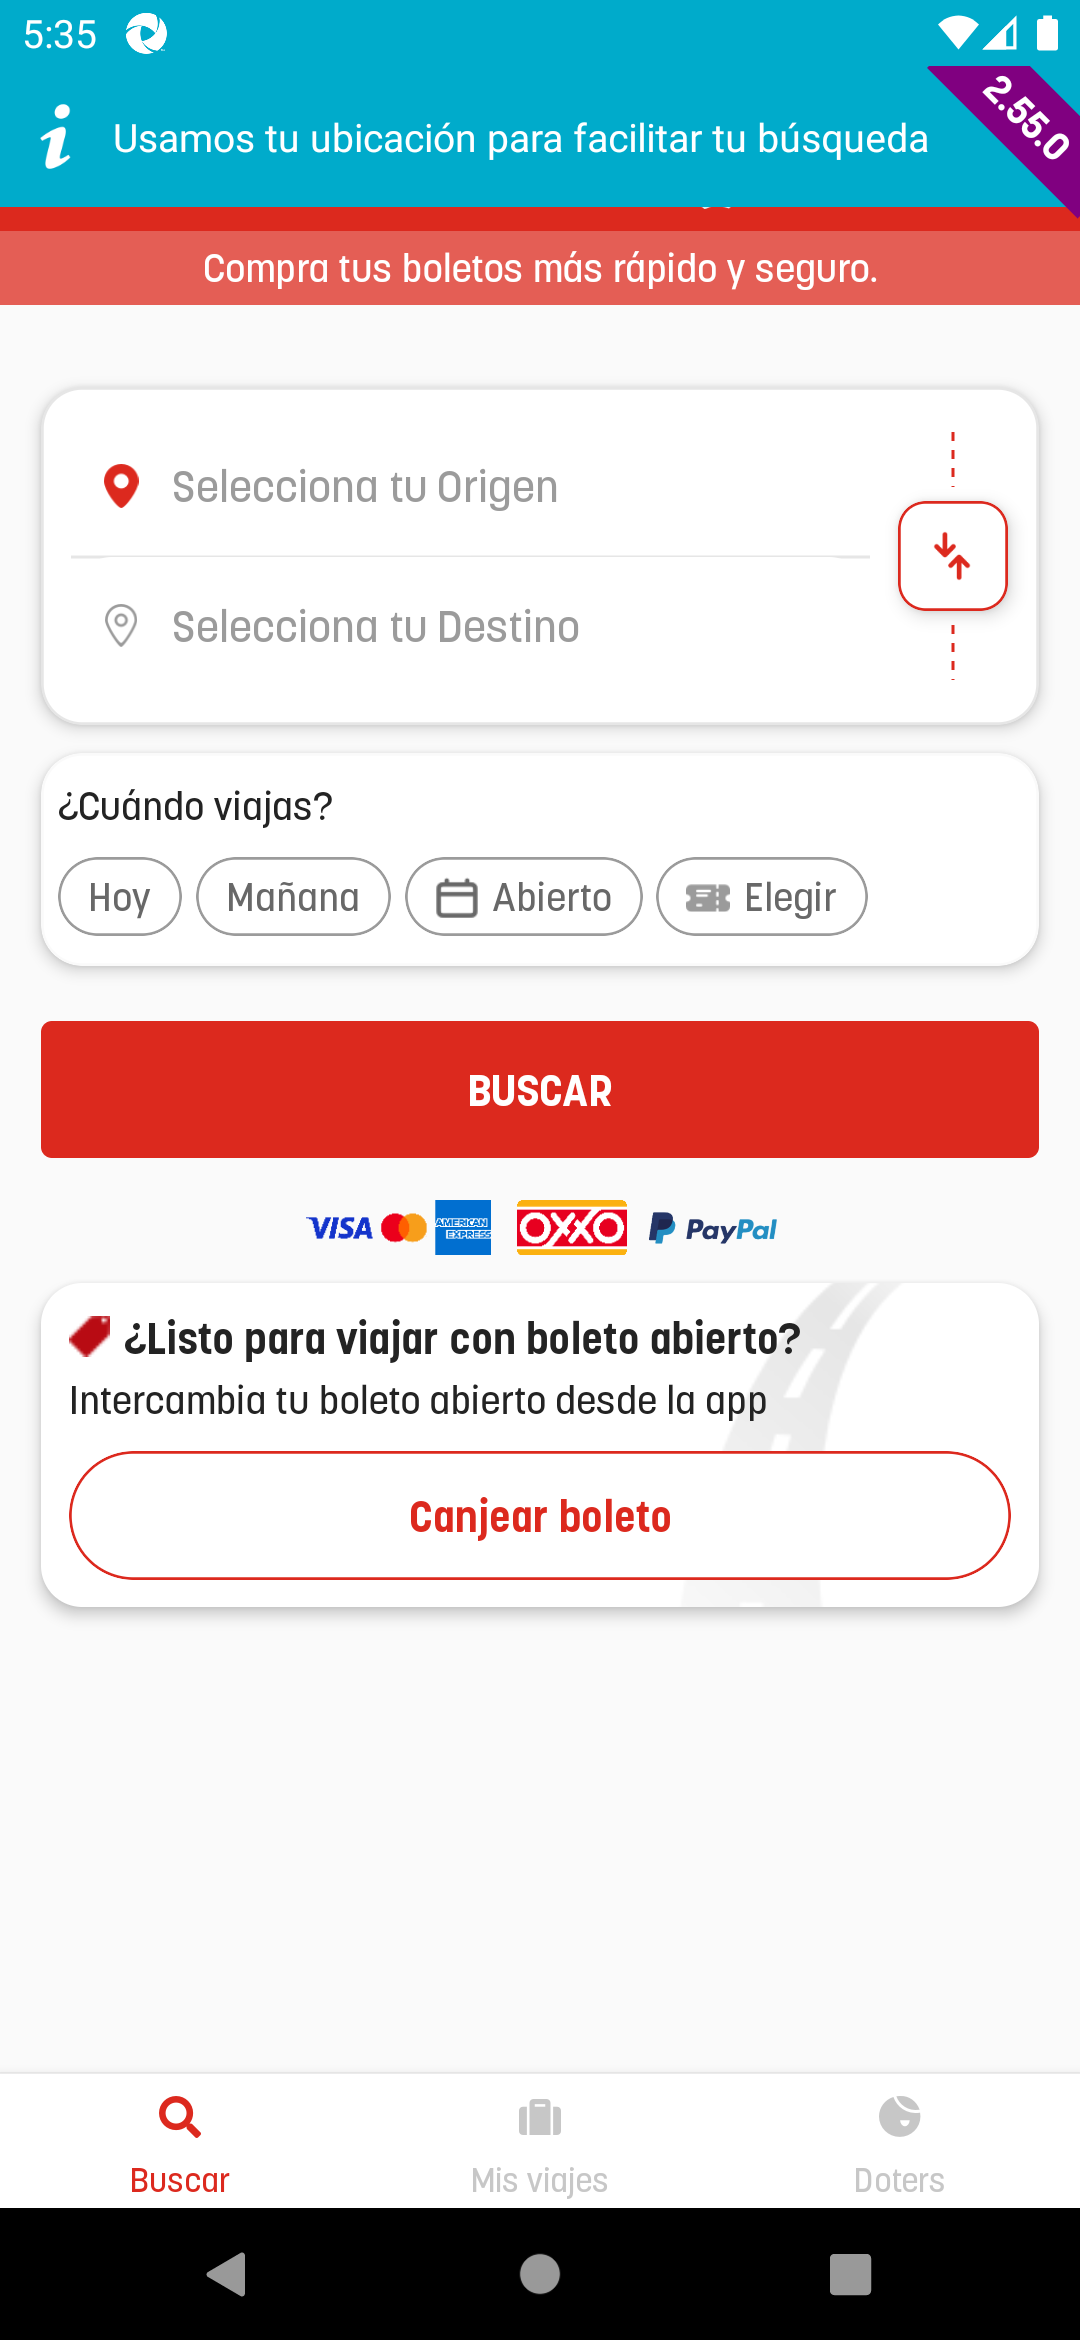 5:35
Usamos tu ubicación para facilitar tu búsqueda
2.55.0
Compra tus boletos más rápido y seguro.
Selecciona tu Origen
Selecciona tu Destino
¿Cuándo viajas?
Hoy
Mañana
Abierto
Elegir
BUSCAR
VISA
AMERICAN EXPRESS
OXXO
PayPal
¿Listo para viajar con boleto abierto?
Intercambia tu boleto abierto desde la app
Canjear boleto
Buscar
Mis viajes
Doters